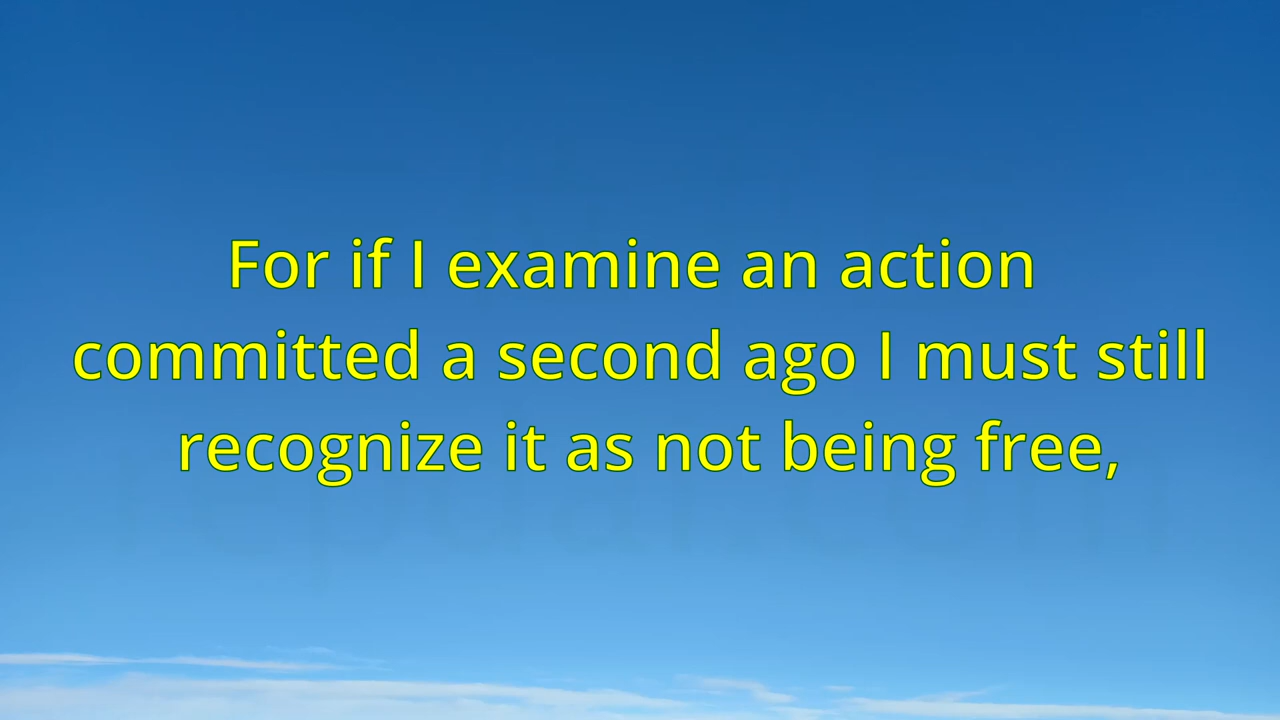 For if I examine an action
committed a second ago I must still
recognize it as not being free,